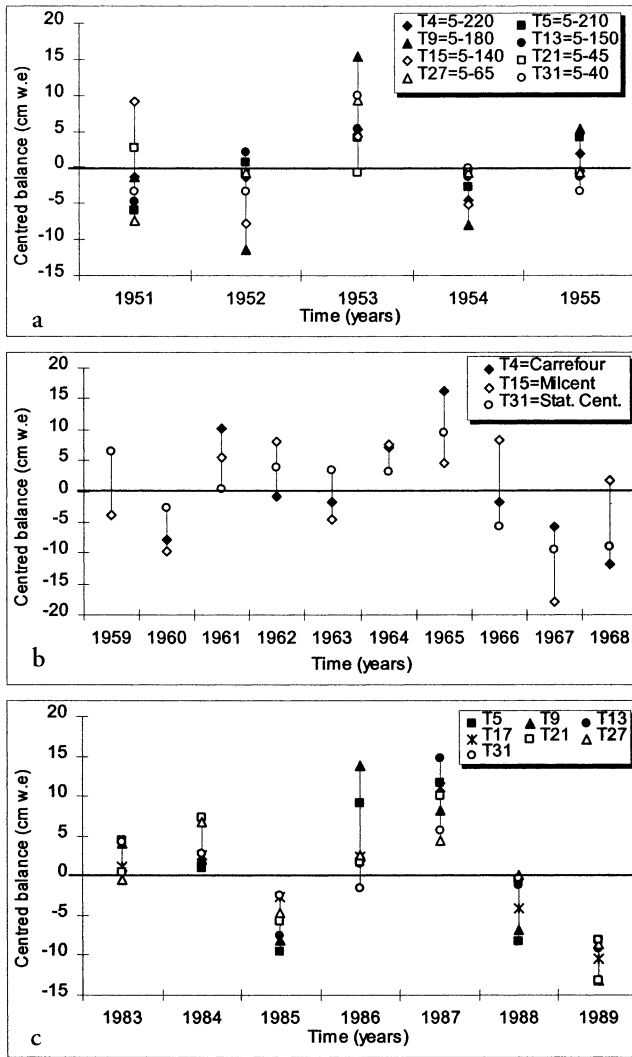 T4=5-220 T5=5-210
T9=5-180 T13=5-150
T15=5-140 T21=5-45
T27=5-65 T31=5-40
Centred balance (cm w.e)
20
15
10
5
0
-5
-10
-15
1951 1952 1953 1954 1955
Time (years)
a
T4=Carrefour
T15=Milcent
T31=Stat. Cent.
Centred balance (cm w.e)
20
15
10
5
0
-5
-10
-15
-20
1959 1960 1961 1962 1963 1964 1965 1966 1967 1968
Time (years)
b
T5 T9 T13
T17 T21 T27
T31
Centred balance (cm w.e)
20
15
10
5
0
-5
-10
-15
1983 1984 1985 1986 1987 1988 1989
Time (years)
c